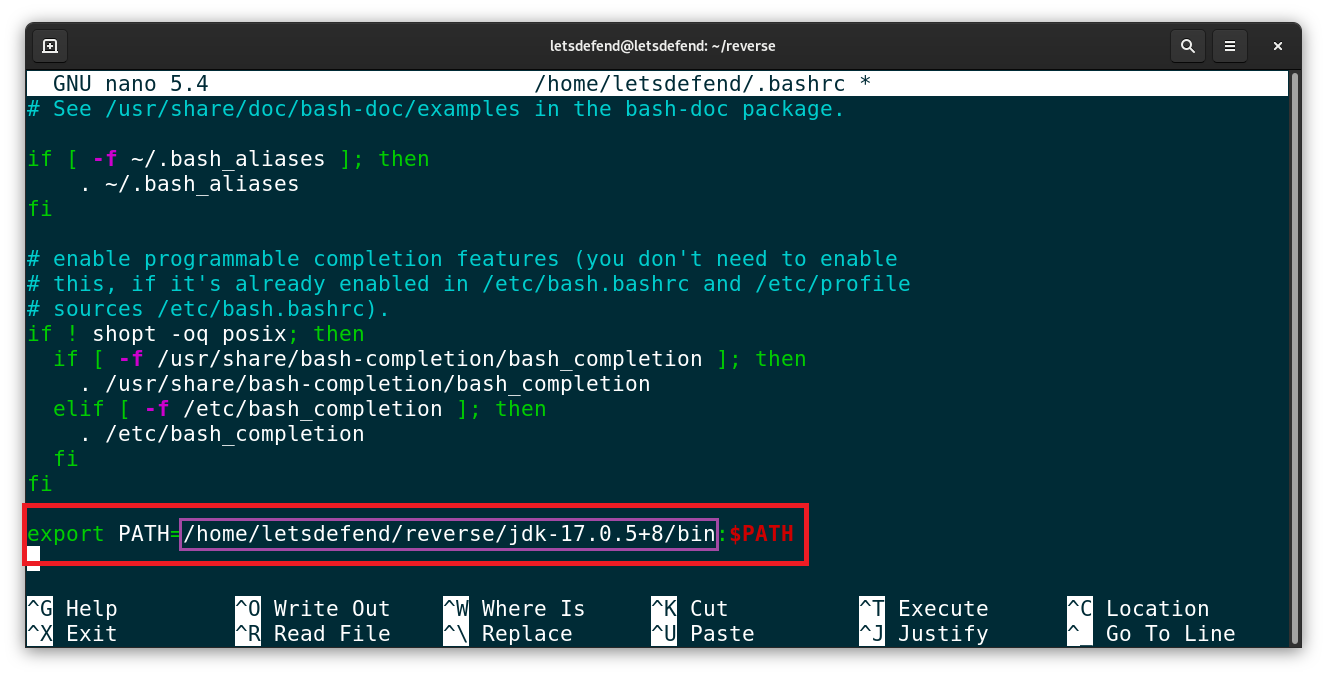 letsdefend@letsdefend: ~/reverse
GNU nano 5.4 /home/letsdefend/.bashrc *
# See /usr/share/doc/bash-doc/examples in the bash-doc package.
if [ -f ~/.bash_aliases ]; then
. ~/.bash_aliases
fi
# enable programmable completion features (you don't need to enable
# this, if it's already enabled in /etc/bash.bashrc and /etc/profile
# sources /etc/bash.bashrc).
if ! shopt -oq posix; then
if [ -f /usr/share/bash-completion/bash_completion ]; then
. /usr/share/bash-completion/bash_completion
elif [ -f /etc/bash_completion ]; then
. /etc/bash_completion
fi
fi
export PATH=/home/letsdefend/reverse/jdk-17.0.5+8/bin:$PATH
^G Help ^O Write Out ^W Where Is ^K Cut ^T Execute ^C Location
^X Exit ^R Read File ^\ Replace ^U Paste ^J Justify ^_ Go To Line